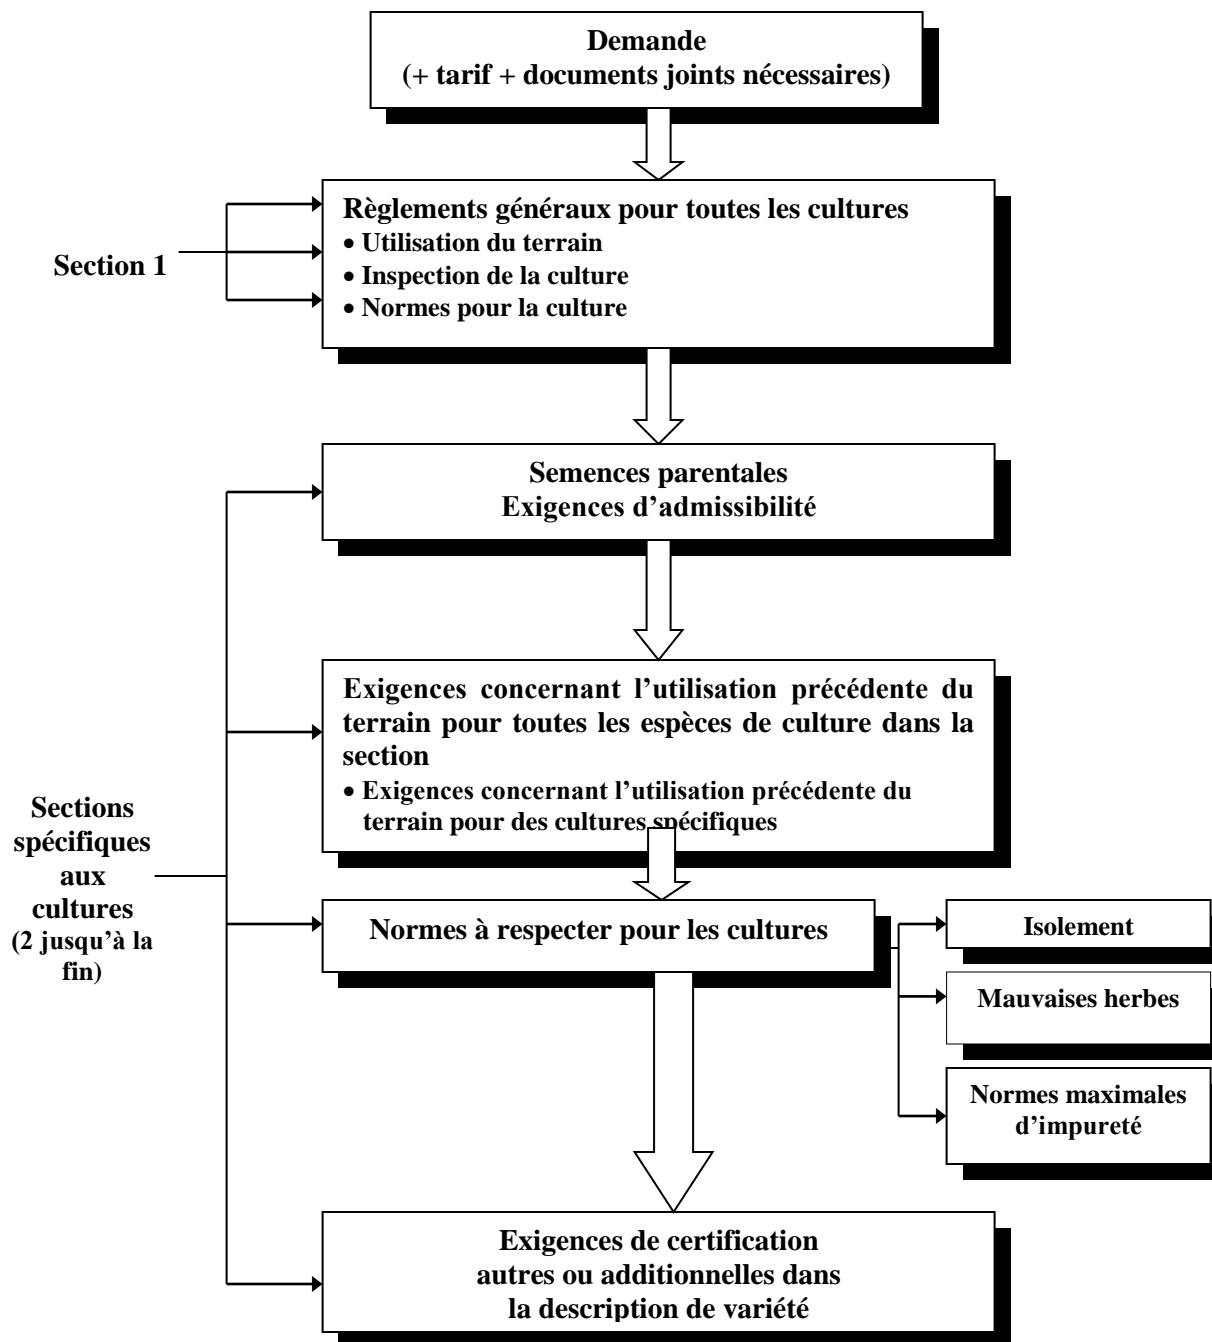 Demande
(+ tarif + documents joints nécessaires)
Règlements généraux pour toutes les cultures
• Utilisation du terrain
• Inspection de la culture
• Normes pour la culture
Section 1
Semences parentales
Exigences d’admissibilité
Exigences concernant l’utilisation précédente du
terrain pour toutes les espèces de culture dans la
section
• Exigences concernant l’utilisation précédente du
terrain pour des cultures spécifiques
Sections
spécifiques
aux
cultures
(2 jusqu’à la
fin)
Normes à respecter pour les cultures
Isolement
Mauvaises herbes
Normes maximales
d’impureté
Exigences de certification
autres ou additionnelles dans
la description de variété